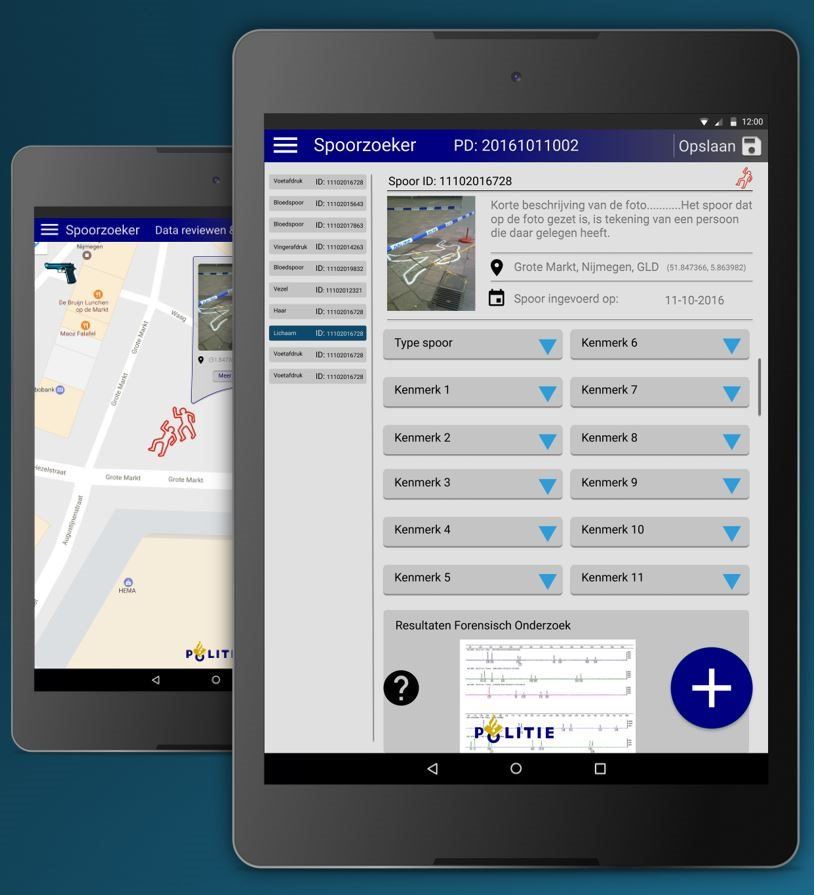 Spoorzoeker
Data reviewen &
Nijmegen
De Bruijn Lunchen
op de Markt
Maoz Falafel
Waag
Grote Markt
Grote Markt
Meer
Grote Markt
Grote Markt
Augustijnenstraat
HEMA
POLITIE
12:00
Spoorzoeker
PD: 20161011002
Opslaan
Voetafdruk ID: 11102016728
Bloedspoor ID: 11102015643
Bloedspoor ID: 11102017863
Vingerafdruk ID: 11102014263
Bloedspoor ID: 11102019832
Vezel ID: 11102012321
Haar ID: 11102016728
Lichaam ID: 11102016728
Voetafdruk ID: 11102016728
Voetafdruk ID: 11102016728
Spoor ID: 11102016728
Korte beschrijving van de foto...........Het spoor dat
op de foto gezet is, is tekening van een persoon
die daar gelegen heeft.
Grote Markt, Nijmegen, GLD (51.847366, 5.863982)
Spoor ingevoerd op: 11-10-2016
Type spoor
Kenmerk 6
Kenmerk 1
Kenmerk 7
Kenmerk 2
Kenmerk 8
Kenmerk 3
Kenmerk 9
Kenmerk 4
Kenmerk 10
Kenmerk 5
Kenmerk 11
Resultaten Forensisch Onderzoek
?
POLITIE